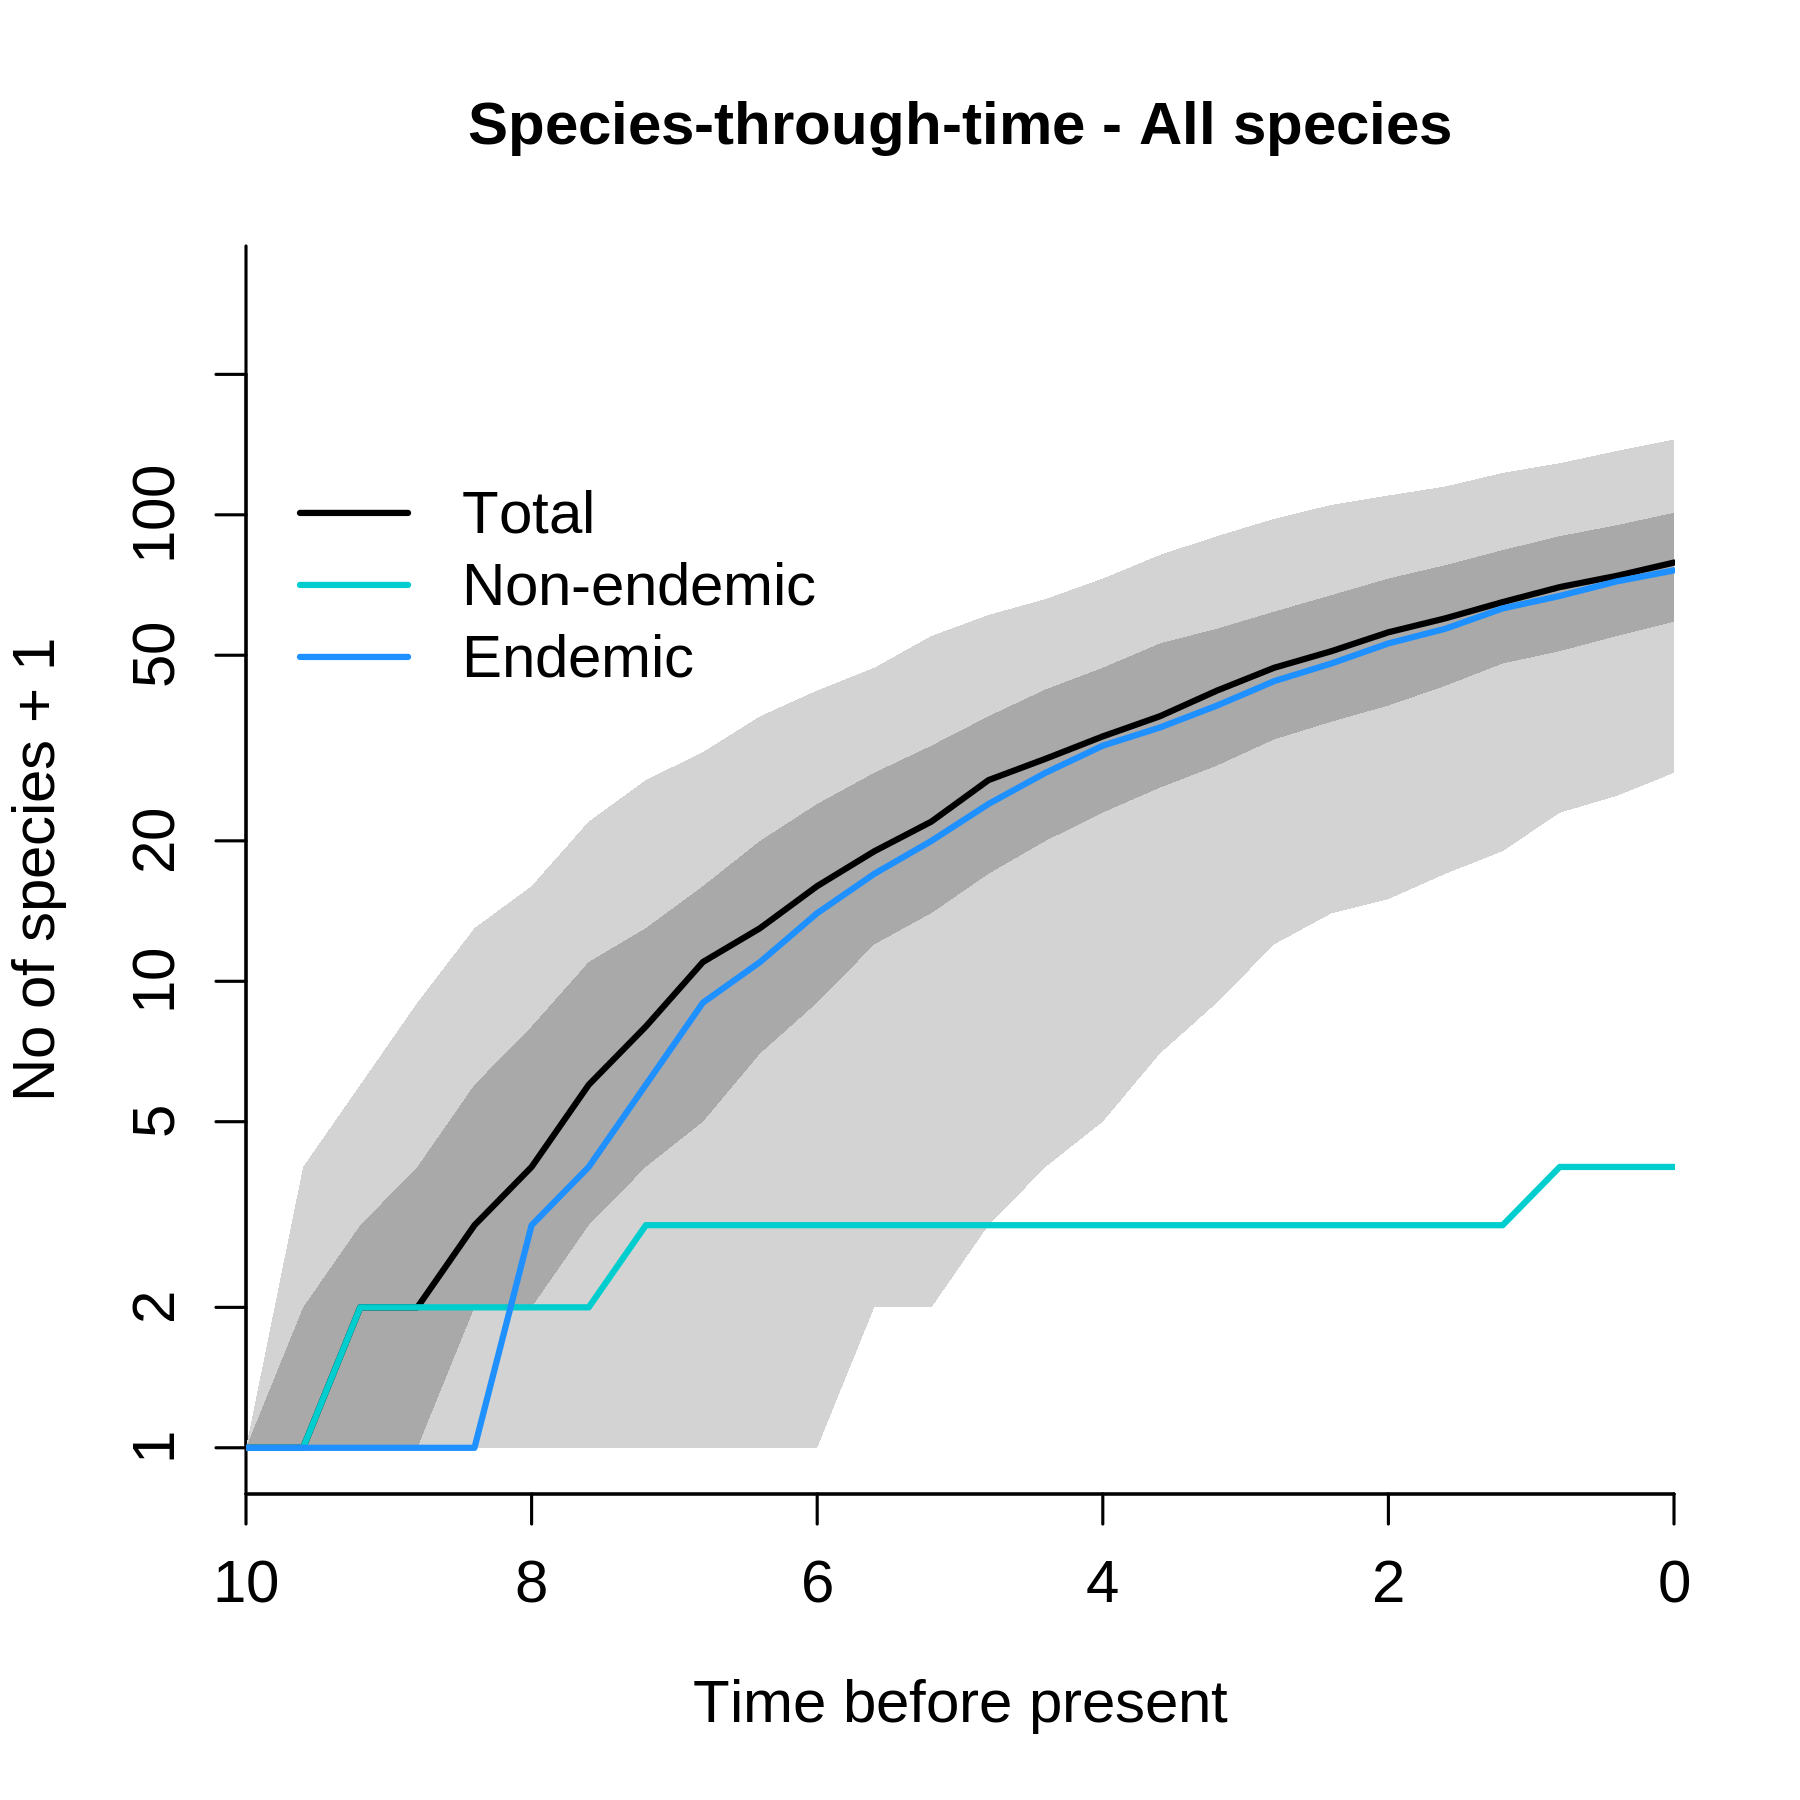 Species-through-time - All species
No of species + 1
100
50
20
10
5
2
1
Total
Non-endemic
Endemic
10 8 6 4 2 0
Time before present